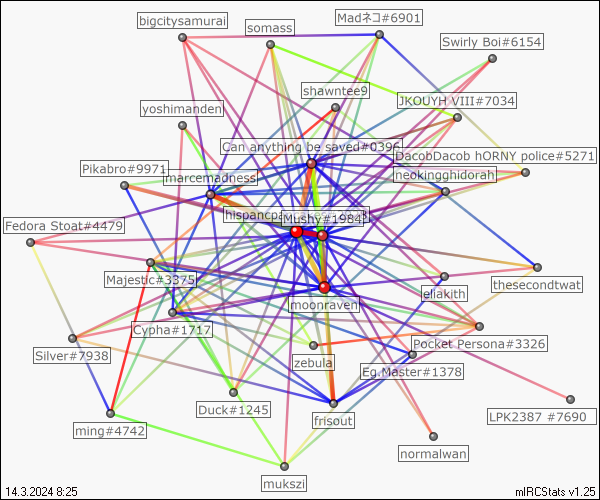 bigcitysamurai
somass
Madネコ#6901
Swirly Boi#6154
shawntee9
JKOUYH VIII#7034
yoshimanden
Can anything be saved#0396
DacobDacob hORNY police#5271
Pikabro#9971
marcemadness
neokingghidorah
Mushy#1984
Fedora Stoat#4479
Majestic#3375
eliakith
thesecondtwat
moonraven
Cypha#1717
Pocket Persona#3326
Silver#7938
zebula
Eg.Master#1378
Duck#1245
frisout
LPK2387 #7690
ming#4742
normalwan
mukszi
14.3.2024 8:25
mIRCStats v1.25